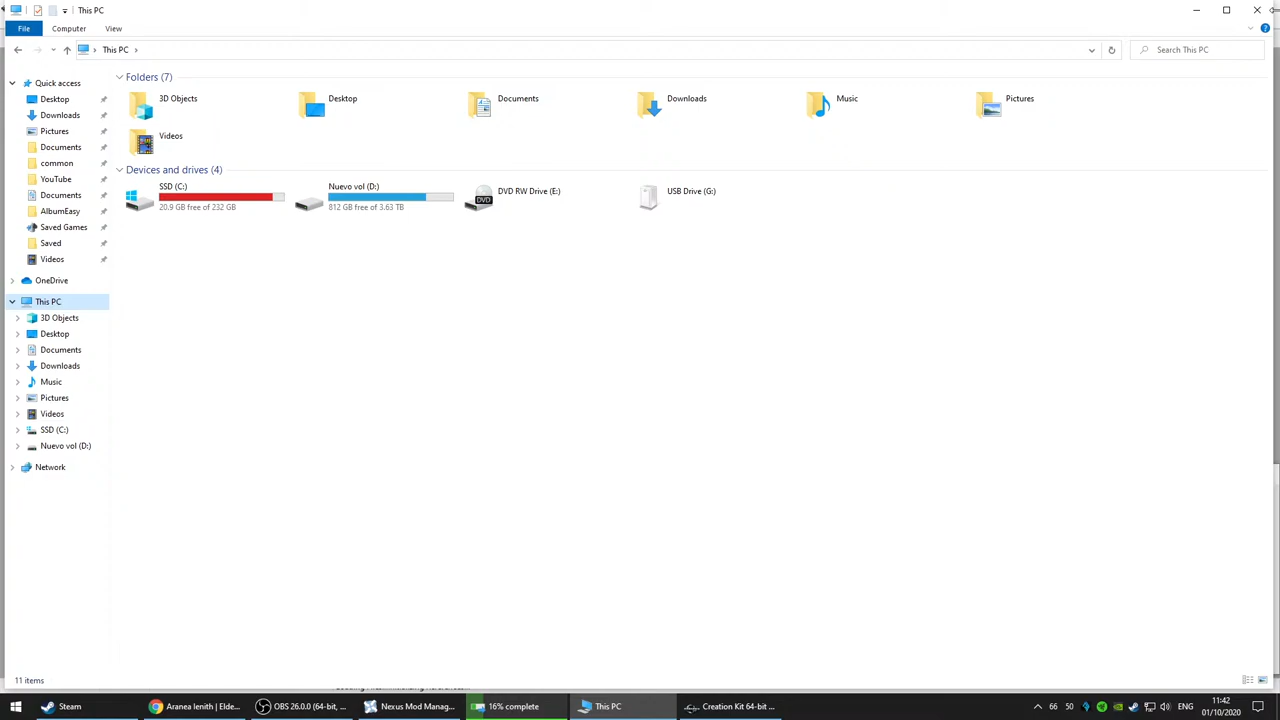 This PC
File Computer View
This PC
Search This PC
Quick access
Desktop
Downloads
Pictures
Documents
common
YouTube
Documents
AlbumEasy
Saved Games
Saved
Videos
OneDrive
This PC
3D Objects
Desktop
Documents
Downloads
Music
Pictures
Videos
SSD (C:)
Nuevo vol (D:)
Network
Folders (7)
3D Objects
Desktop
Documents
Downloads
Music
Pictures
Videos
Devices and drives (4)
SSD (C:)
20.9 GB free of 232 GB
Nuevo vol (D:)
812 GB free of 3.63 TB
DVD
DVD RW Drive (E:)
USB Drive (G:)
11 items
Steam
Aranea Ienith | Elde...
OBS 26.0.0 (64-bit, ...
Nexus Mod Manag...
16% complete
This PC
Creation Kit 64-bit ...
66 50
11:42
01/10/2020